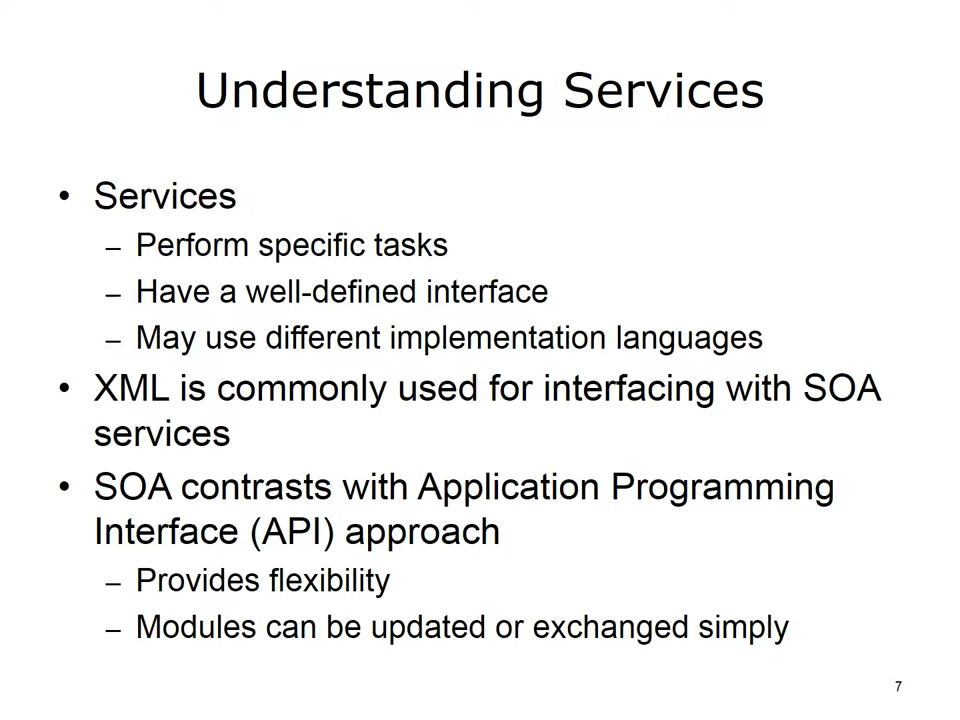 Understanding Services
• Services
– Perform specific tasks
– Have a well-defined interface
– May use different implementation languages
• XML is commonly used for interfacing with SOA
services
• SOA contrasts with Application Programming
Interface (API) approach
– Provides flexibility
– Modules can be updated or exchanged simply
7